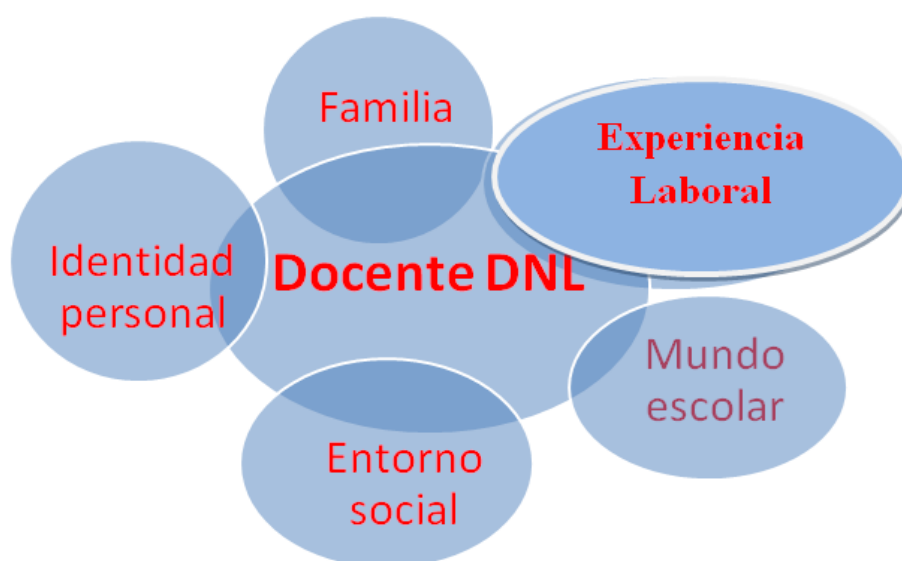 Familia
Experiencia
Laboral
Identidad
personal
Docente DNL
Mundo
escolar
Entorno
social